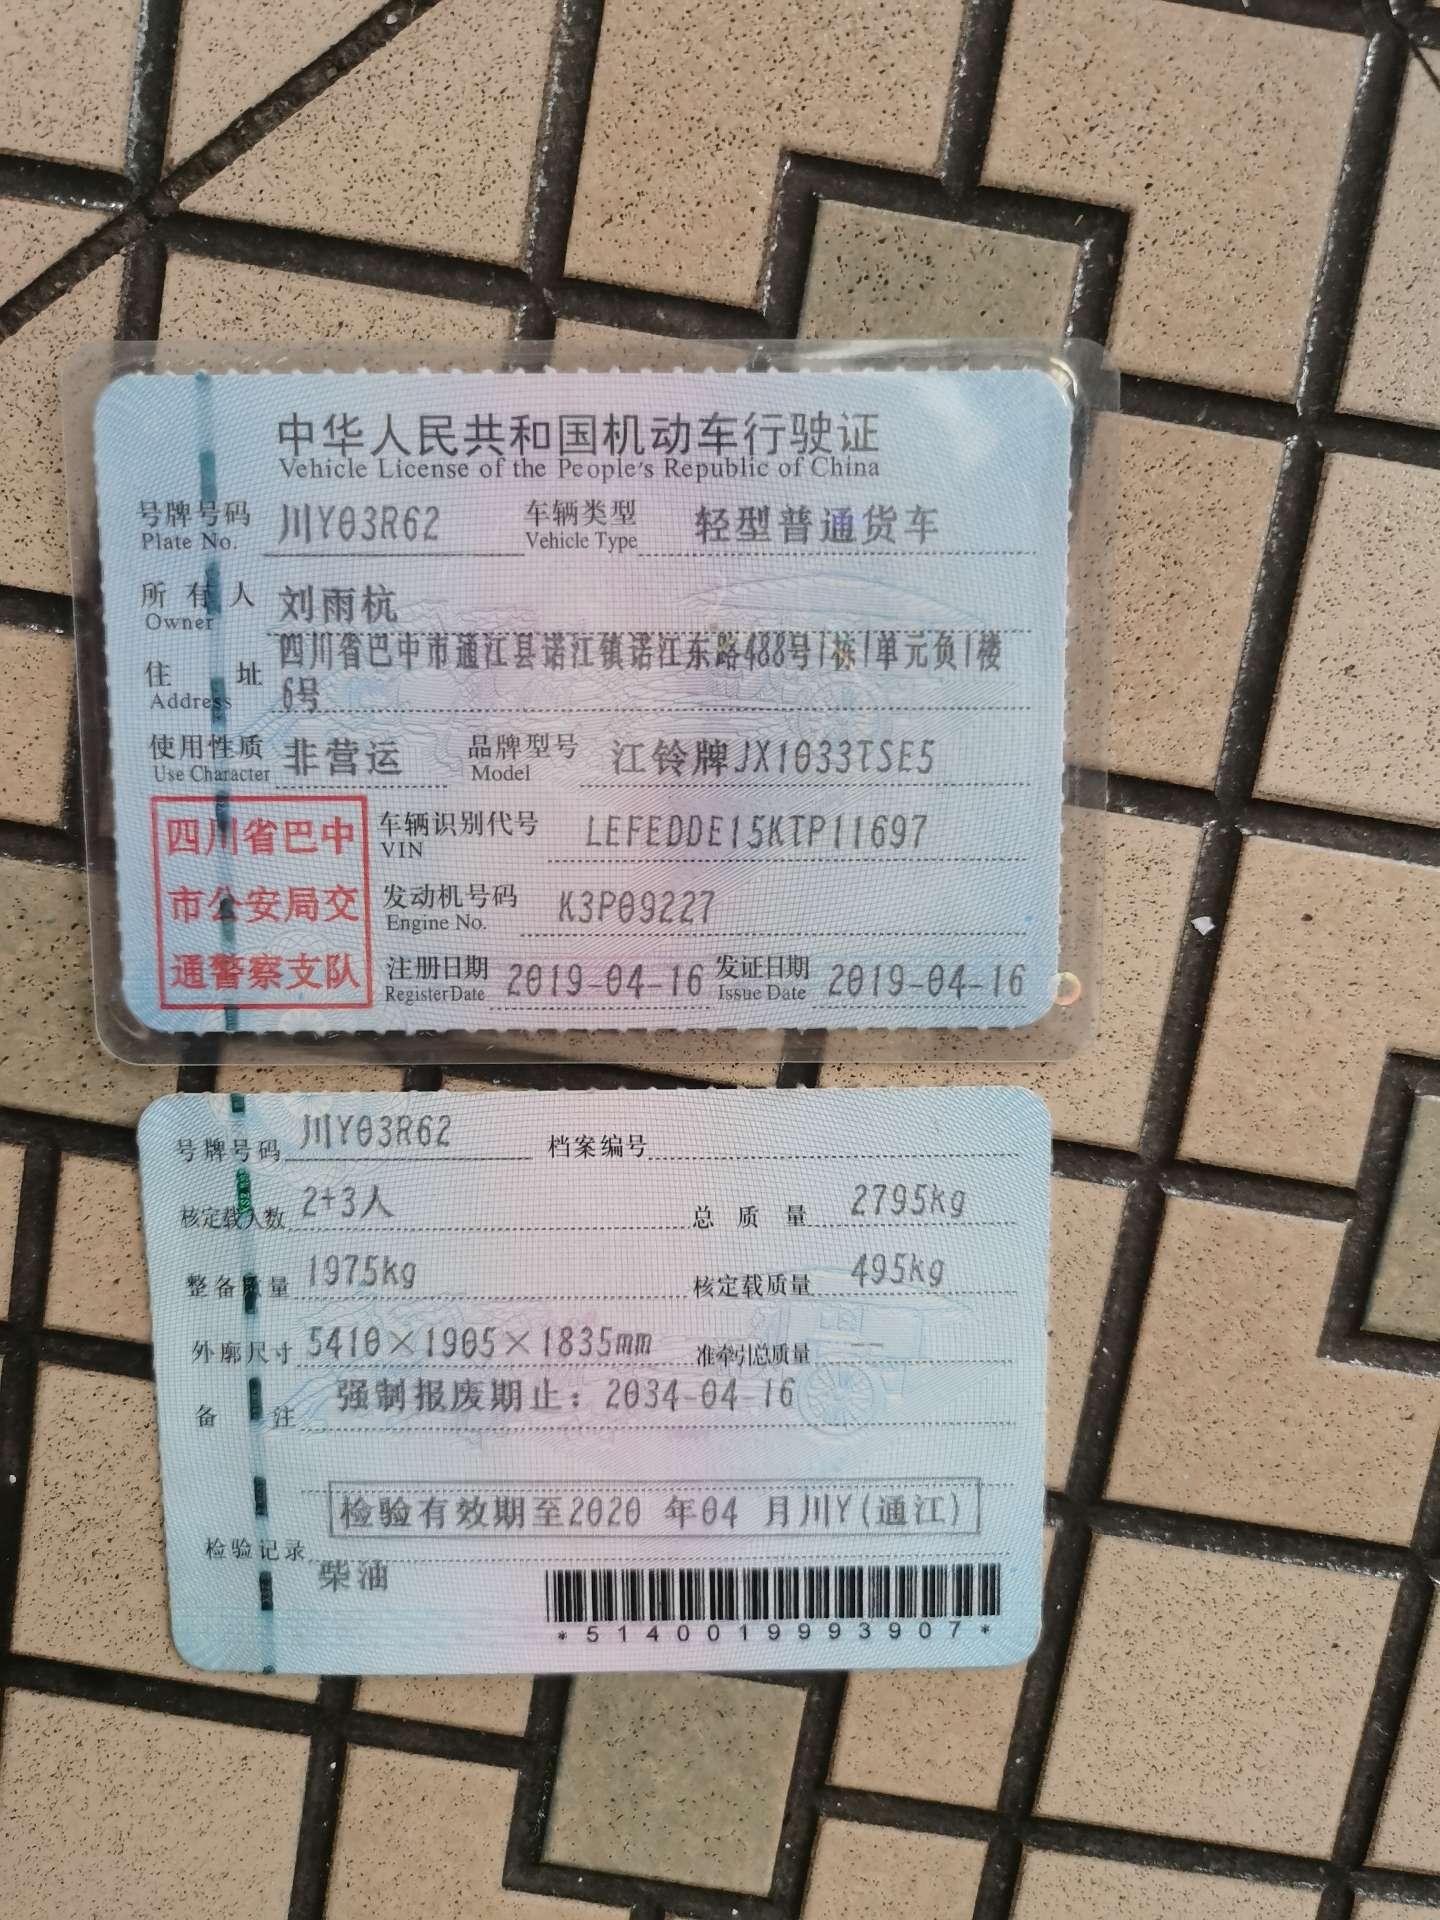 中华人民共和国机动车行驶证
Vehicle License of the People's Republic of China
号牌号码 川Y03R62 车辆类型 轻型普通货车
Plate No. Vehicle Type
所有人 刘雨杭
Owner
四川省巴中市通江县诺江镇诺江东路488号1栋1单元负1楼
住址 6号
Address
使用性质 非营运 品牌型号 江铃牌JX1033TSE5
Use Character Model
四川省巴中
市公安局交
通警察支队
车辆识别代号 LEFEDDE15KTP11697
VIN
发动机号码 K3P09227
Engine No.
注册日期 2019-04-16 发证日期 2019-04-16
Register Date Issue Date
号牌号码 川Y03R62 档案编号
核定载人数 2+3人 总质量 2795kg
整备质量 1975kg 核定载质量 495kg
外廓尺寸 5410×1905×1835mm 准牵引总质量 --
备注 强制报废期止：2034-04-16
检验有效期至2020 年04 月川Y(通江)
检验记录
柴油
*5140019993907*